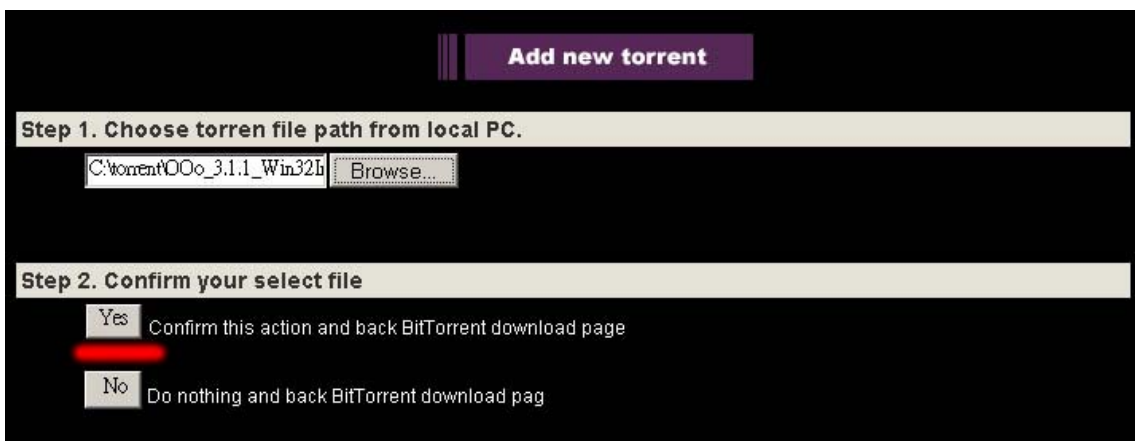 Add new torrent
Step 1. Choose torren file path from local PC.
C:\torrent\OOo_3.1.1_Win32I Browse...
Step 2. Confirm your select file
Yes Confirm this action and back BitTorrent download page
No Do nothing and back BitTorrent download pag